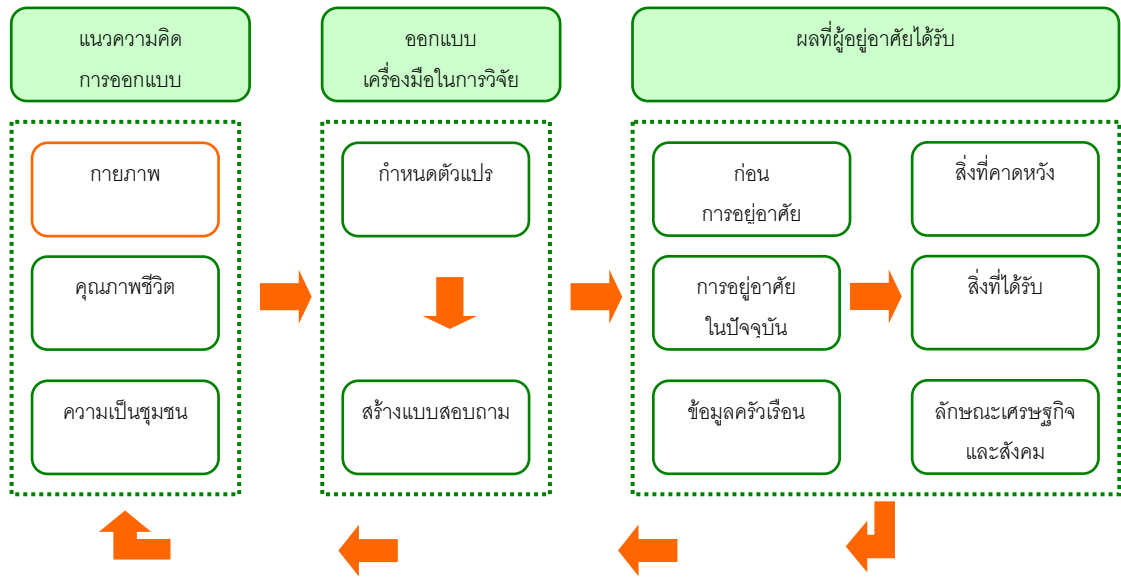 แนวความคิด
การออกแบบ
ออกแบบ
เครื่องมือในการวิจัย
ผลที่ผู้อยู่อาศัยได้รับ
กายภาพ
คุณภาพชีวิต
ความเป็นชุมชน
กำหนดตัวแปร
สร้างแบบสอบถาม
ก่อน
การอยู่อาศัย
สิ่งที่คาดหวัง
การอยู่อาศัย
ในปัจจุบัน
สิ่งที่ได้รับ
ข้อมูลครัวเรือน
ลักษณะเศรษฐกิจ
และสังคม